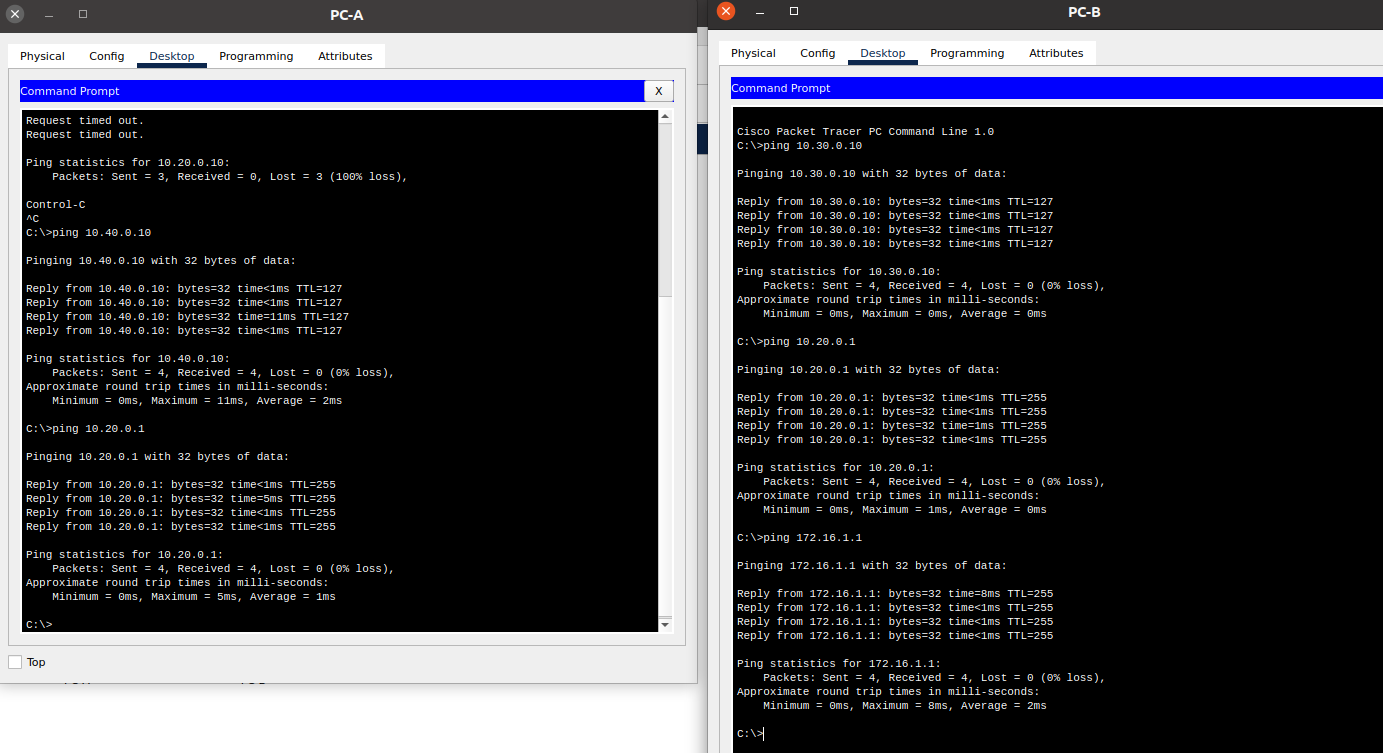 PC-A
Physical Config Desktop Programming Attributes
Command Prompt
X
Request timed out.
Request timed out.
Ping statistics for 10.20.0.10:
Packets: Sent = 3, Received = 0, Lost = 3 (100% loss),
Control-C
^C
C:\>ping 10.40.0.10
Pinging 10.40.0.10 with 32 bytes of data:
Reply from 10.40.0.10: bytes=32 time<1ms TTL=127
Reply from 10.40.0.10: bytes=32 time<1ms TTL=127
Reply from 10.40.0.10: bytes=32 time=11ms TTL=127
Reply from 10.40.0.10: bytes=32 time<1ms TTL=127
Ping statistics for 10.40.0.10:
Packets: Sent = 4, Received = 4, Lost = 0 (0% loss),
Approximate round trip times in milli-seconds:
Minimum = 0ms, Maximum = 11ms, Average = 2ms
C:\>ping 10.20.0.1
Pinging 10.20.0.1 with 32 bytes of data:
Reply from 10.20.0.1: bytes=32 time<1ms TTL=255
Reply from 10.20.0.1: bytes=32 time=5ms TTL=255
Reply from 10.20.0.1: bytes=32 time<1ms TTL=255
Reply from 10.20.0.1: bytes=32 time<1ms TTL=255
Ping statistics for 10.20.0.1:
Packets: Sent = 4, Received = 4, Lost = 0 (0% loss),
Approximate round trip times in milli-seconds:
Minimum = 0ms, Maximum = 5ms, Average = 1ms
C:\>
Top
PC-B
Physical Config Desktop Programming Attributes
Command Prompt
Cisco Packet Tracer PC Command Line 1.0
C:\>ping 10.30.0.10
Pinging 10.30.0.10 with 32 bytes of data:
Reply from 10.30.0.10: bytes=32 time<1ms TTL=127
Reply from 10.30.0.10: bytes=32 time<1ms TTL=127
Reply from 10.30.0.10: bytes=32 time<1ms TTL=127
Reply from 10.30.0.10: bytes=32 time<1ms TTL=127
Ping statistics for 10.30.0.10:
Packets: Sent = 4, Received = 4, Lost = 0 (0% loss),
Approximate round trip times in milli-seconds:
Minimum = 0ms, Maximum = 0ms, Average = 0ms
C:\>ping 10.20.0.1
Pinging 10.20.0.1 with 32 bytes of data:
Reply from 10.20.0.1: bytes=32 time<1ms TTL=255
Reply from 10.20.0.1: bytes=32 time<1ms TTL=255
Reply from 10.20.0.1: bytes=32 time=1ms TTL=255
Reply from 10.20.0.1: bytes=32 time<1ms TTL=255
Ping statistics for 10.20.0.1:
Packets: Sent = 4, Received = 4, Lost = 0 (0% loss),
Approximate round trip times in milli-seconds:
Minimum = 0ms, Maximum = 1ms, Average = 0ms
C:\>ping 172.16.1.1
Pinging 172.16.1.1 with 32 bytes of data:
Reply from 172.16.1.1: bytes=32 time=8ms TTL=255
Reply from 172.16.1.1: bytes=32 time<1ms TTL=255
Reply from 172.16.1.1: bytes=32 time<1ms TTL=255
Reply from 172.16.1.1: bytes=32 time<1ms TTL=255
Ping statistics for 172.16.1.1:
Packets: Sent = 4, Received = 4, Lost = 0 (0% loss),
Approximate round trip times in milli-seconds:
Minimum = 0ms, Maximum = 8ms, Average = 2ms
C:\>